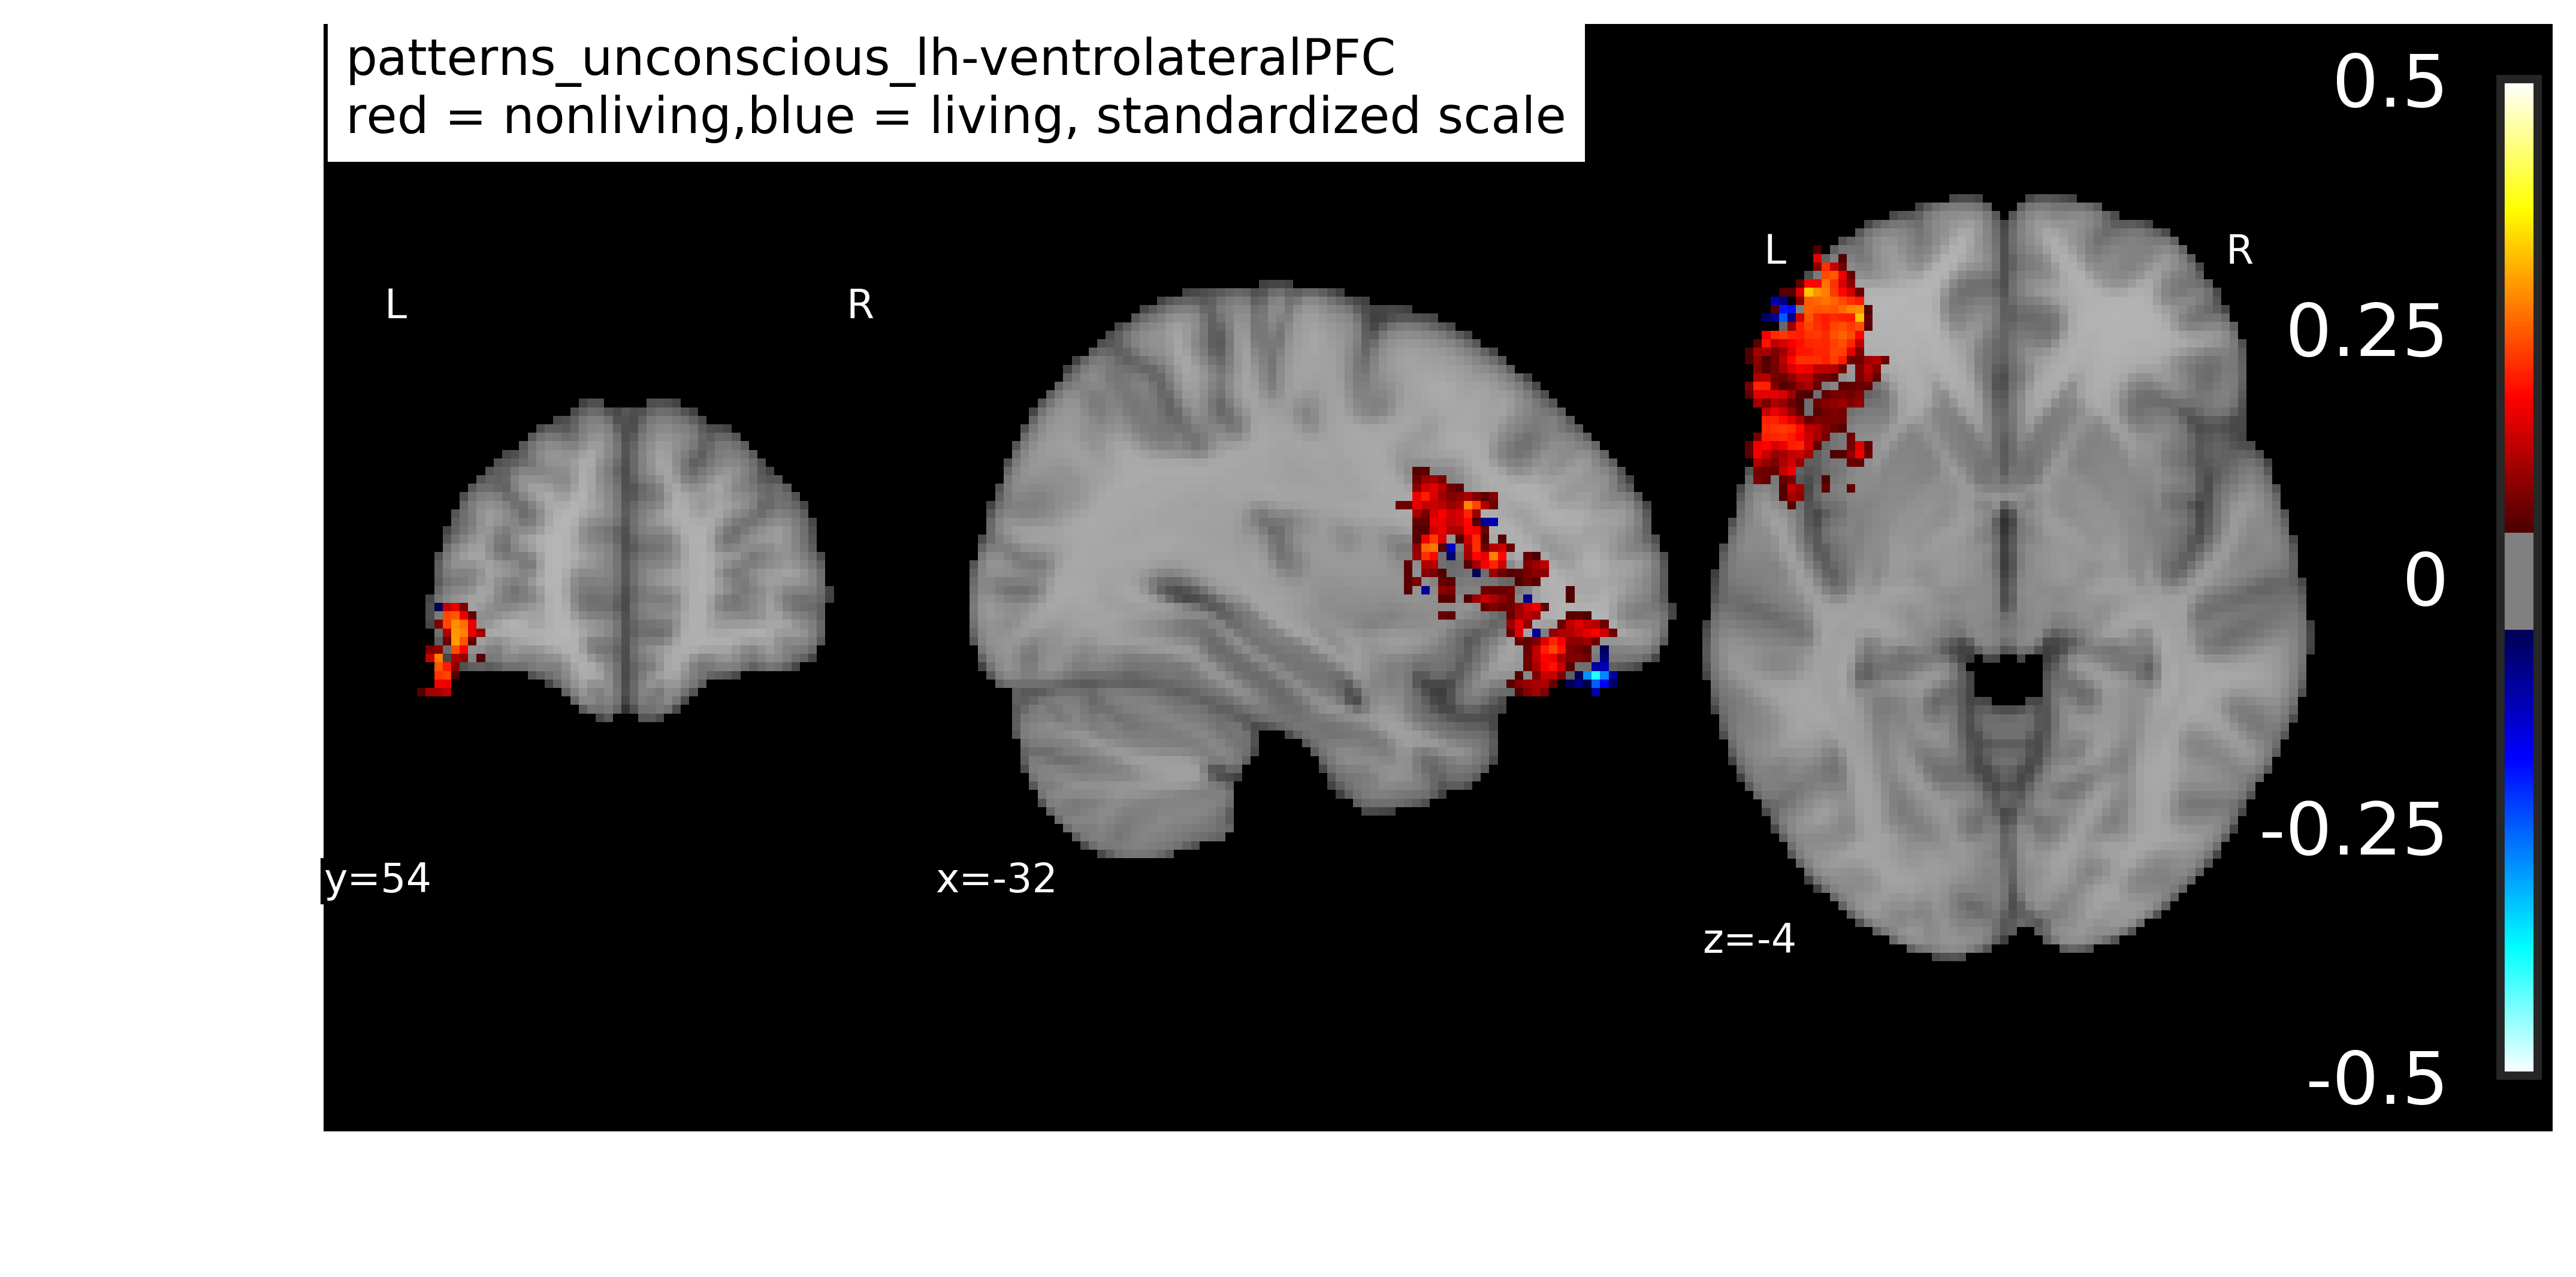 patterns_unconscious_lh-ventrolateralPFC
red = nonliving,blue = living, standardized scale
L
R
y=54
x=-32
L
R
z=-4
0.5
0.25
0
-0.25
-0.5